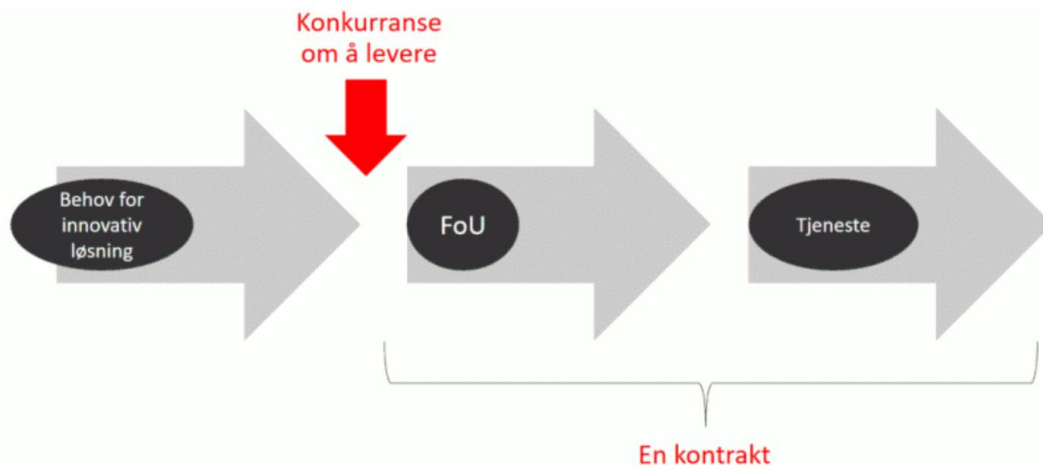 Konkurranse
om å levere
Behov for
innovativ
løsning
FoU
Tjeneste
En kontrakt